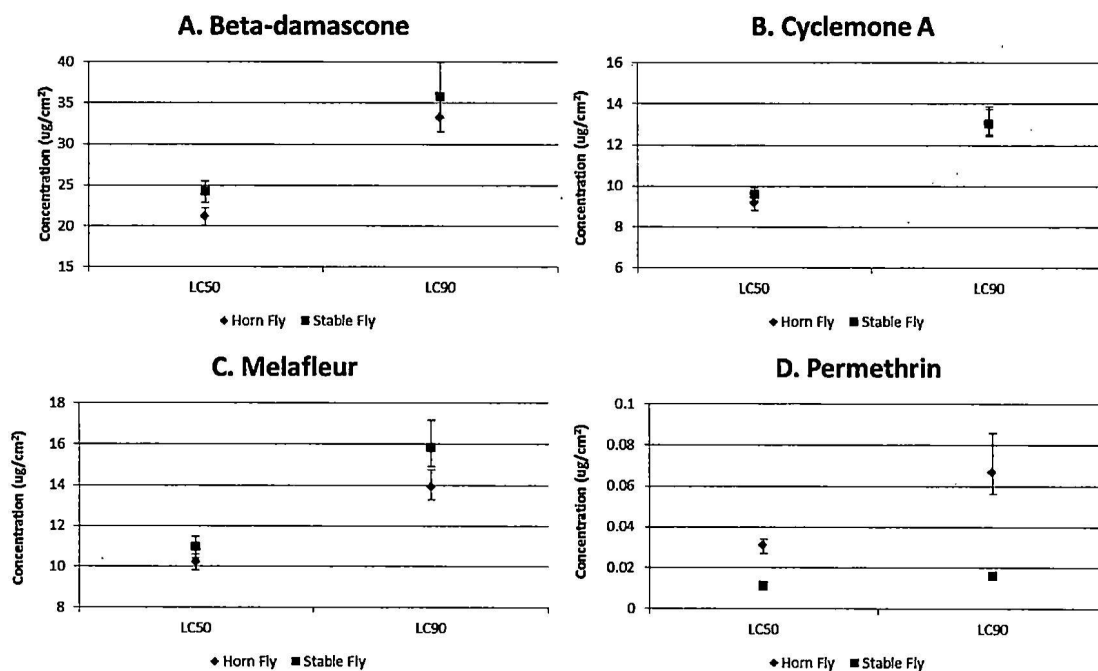 A. Beta-damascone
Concentration (ug/cm²)
40
35
30
25
20
15
LC50
LC90
Horn Fly
Stable Fly
B. Cyclemone A
Concentration (ug/cm²)
16
14
12
10
8
6
LC50
LC90
Horn Fly
Stable Fly
C. Melafleur
Concentration (ug/cm²)
18
16
14
12
10
8
LC50
LC90
Horn Fly
Stable Fly
D. Permethrin
Concentration (ug/cm²)
0.1
0.08
0.06
0.04
0.02
0
LC50
LC90
Horn Fly
Stable Fly